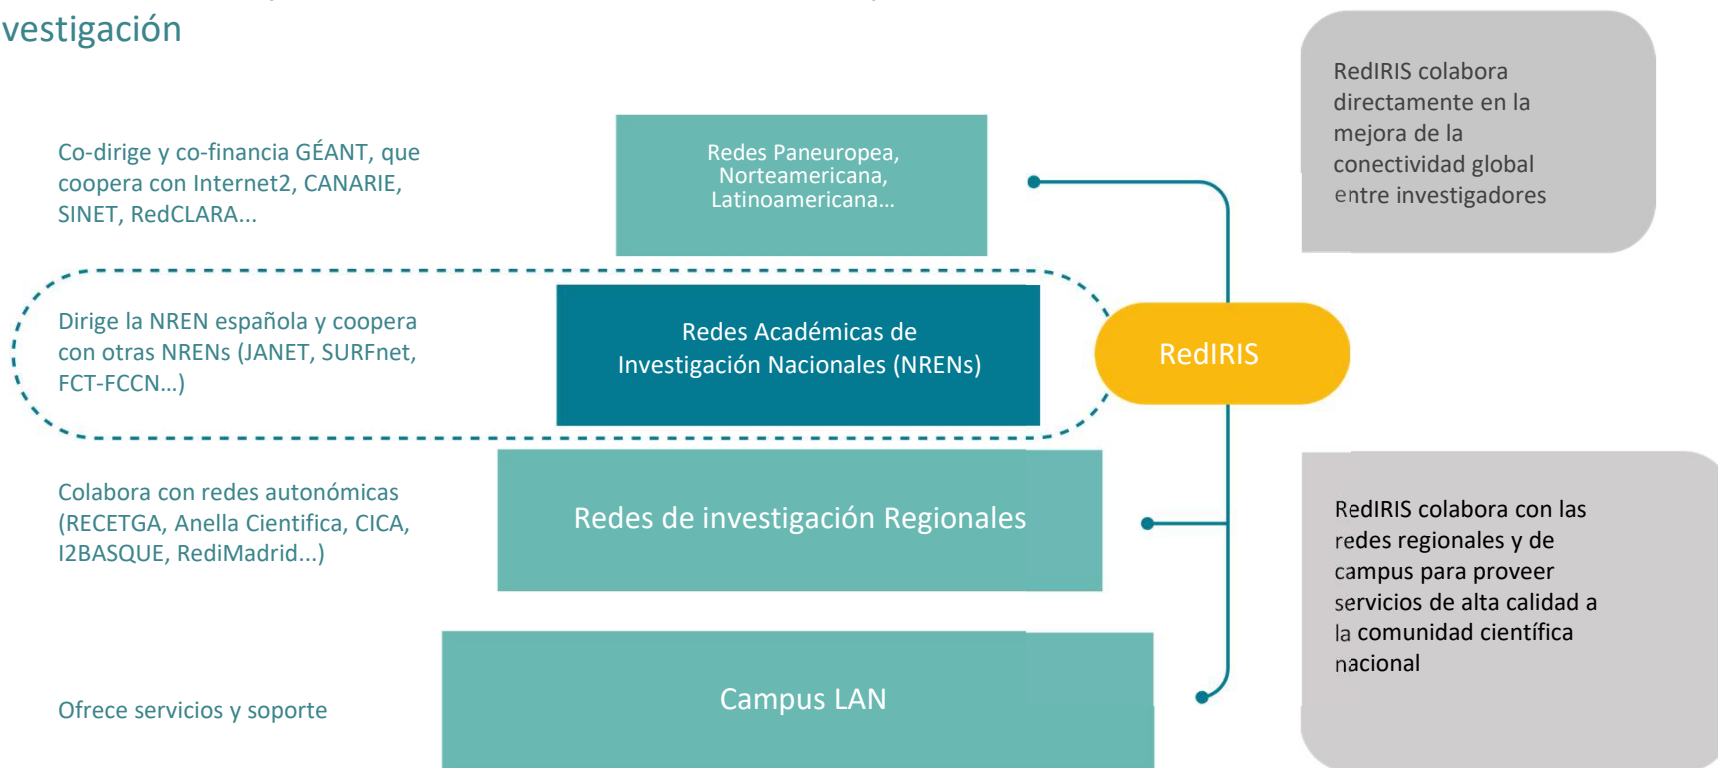 vestigación
RedIRIS colabora
directamente en la
mejora de la
conectividad global
entre investigadores
Co-dirige y co-financia GÉANT, que
coopera con Internet2, CANARIE,
SINET, RedCLARA...
Redes Paneuropea,
Norteamericana,
Latinoamericana...
Dirige la NREN española y coopera
con otras NRENs (JANET, SURFnet,
FCT-FCCN...)
Redes Académicas de
Investigación Nacionales (NRENs)
RedIRIS
Colabora con redes autonómicas
(RECETGA, Anella Cientifica, CICA,
I2BASQUE, RediMadrid...)
Redes de investigación Regionales
RedIRIS colabora con las
redes regionales y de
campus para proveer
servicios de alta calidad a
la comunidad científica
nacional
Ofrece servicios y soporte
Campus LAN